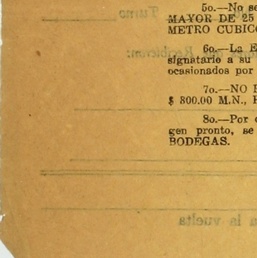 5o.—No se
MAYOR DE 25
METRO CUBICO
6o.—La E
signatario a su
ocasionados por
7o.—NO
$ 300.00 M.N.,
8o.—Por
gen pronto, se
BODEGAS.